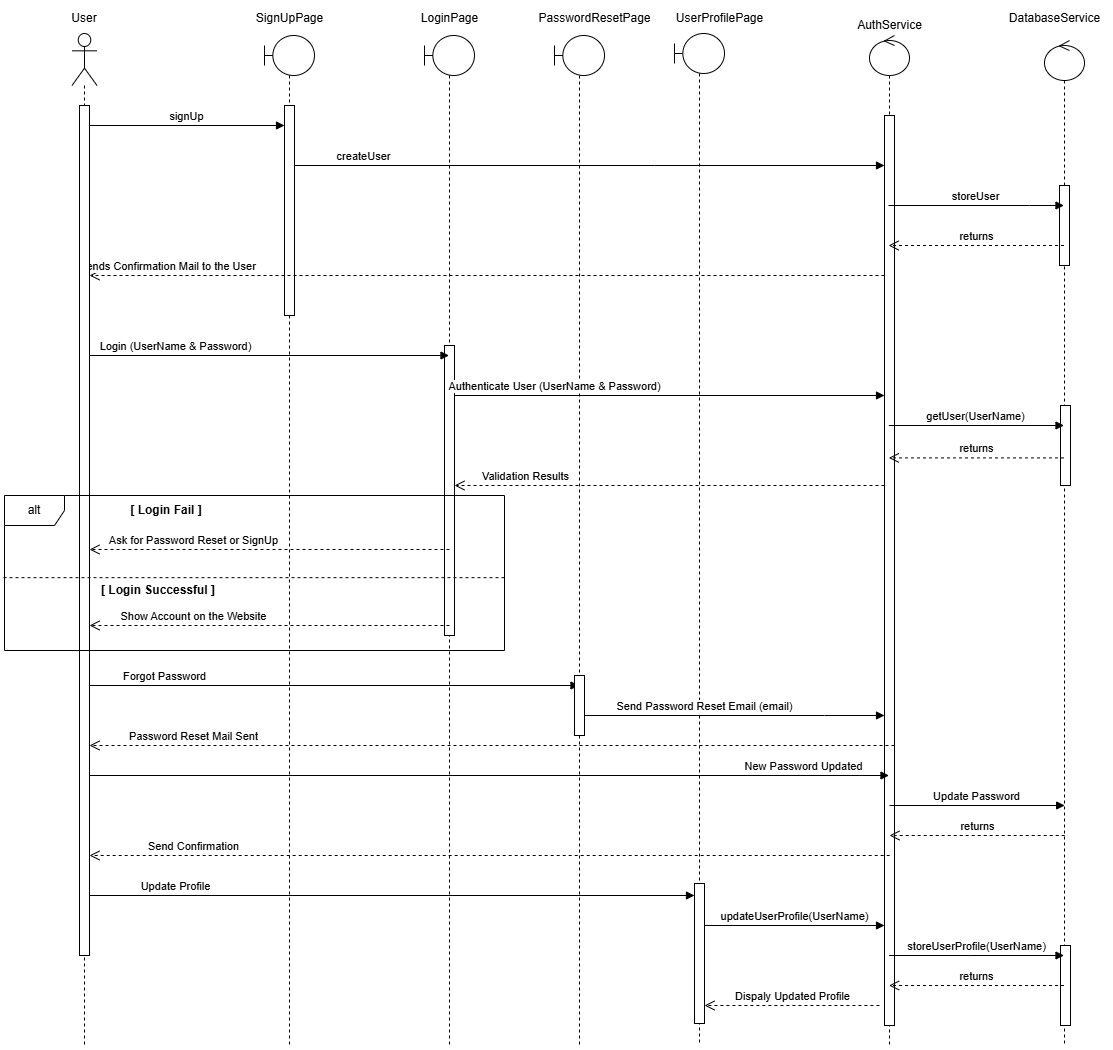 User
SignUpPage
LoginPage
PasswordResetPage
UserProfilePage
AuthService
DatabaseService
signUp
createUser
storeUser
returns
ends Confirmation Mail to the User
Login (UserName & Password)
Authenticate User (UserName & Password)
getUser(UserName)
returns
Validation Results
alt
[ Login Fail ]
Ask for Password Reset or SignUp
[ Login Successful ]
Show Account on the Website
Forgot Password
Send Password Reset Email (email)
Password Reset Mail Sent
New Password Updated
Update Password
returns
Send Confirmation
Update Profile
updateUserProfile(UserName)
storeUserProfile(UserName)
returns
Dispaly Updated Profile